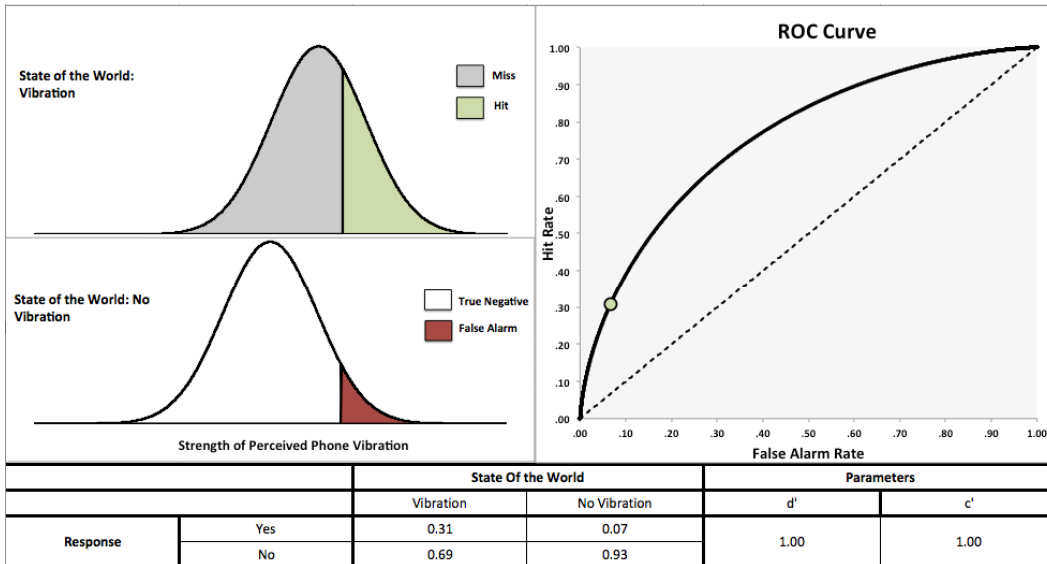 State of the World:
Vibration
Miss
Hit
State of the World: No
Vibration
True Negative
False Alarm
Strength of Perceived Phone Vibration
ROC Curve
Hit Rate
1.00
.90
.80
.70
.60
.50
.40
.30
.20
.10
.00
.00 .10 .20 .30 .40 .50 .60 .70 .80 .90 1.00
False Alarm Rate
State Of the World Parameters
Vibration No Vibration d' c'
Response Yes 0.31 0.07 1.00 1.00
No 0.69 0.93